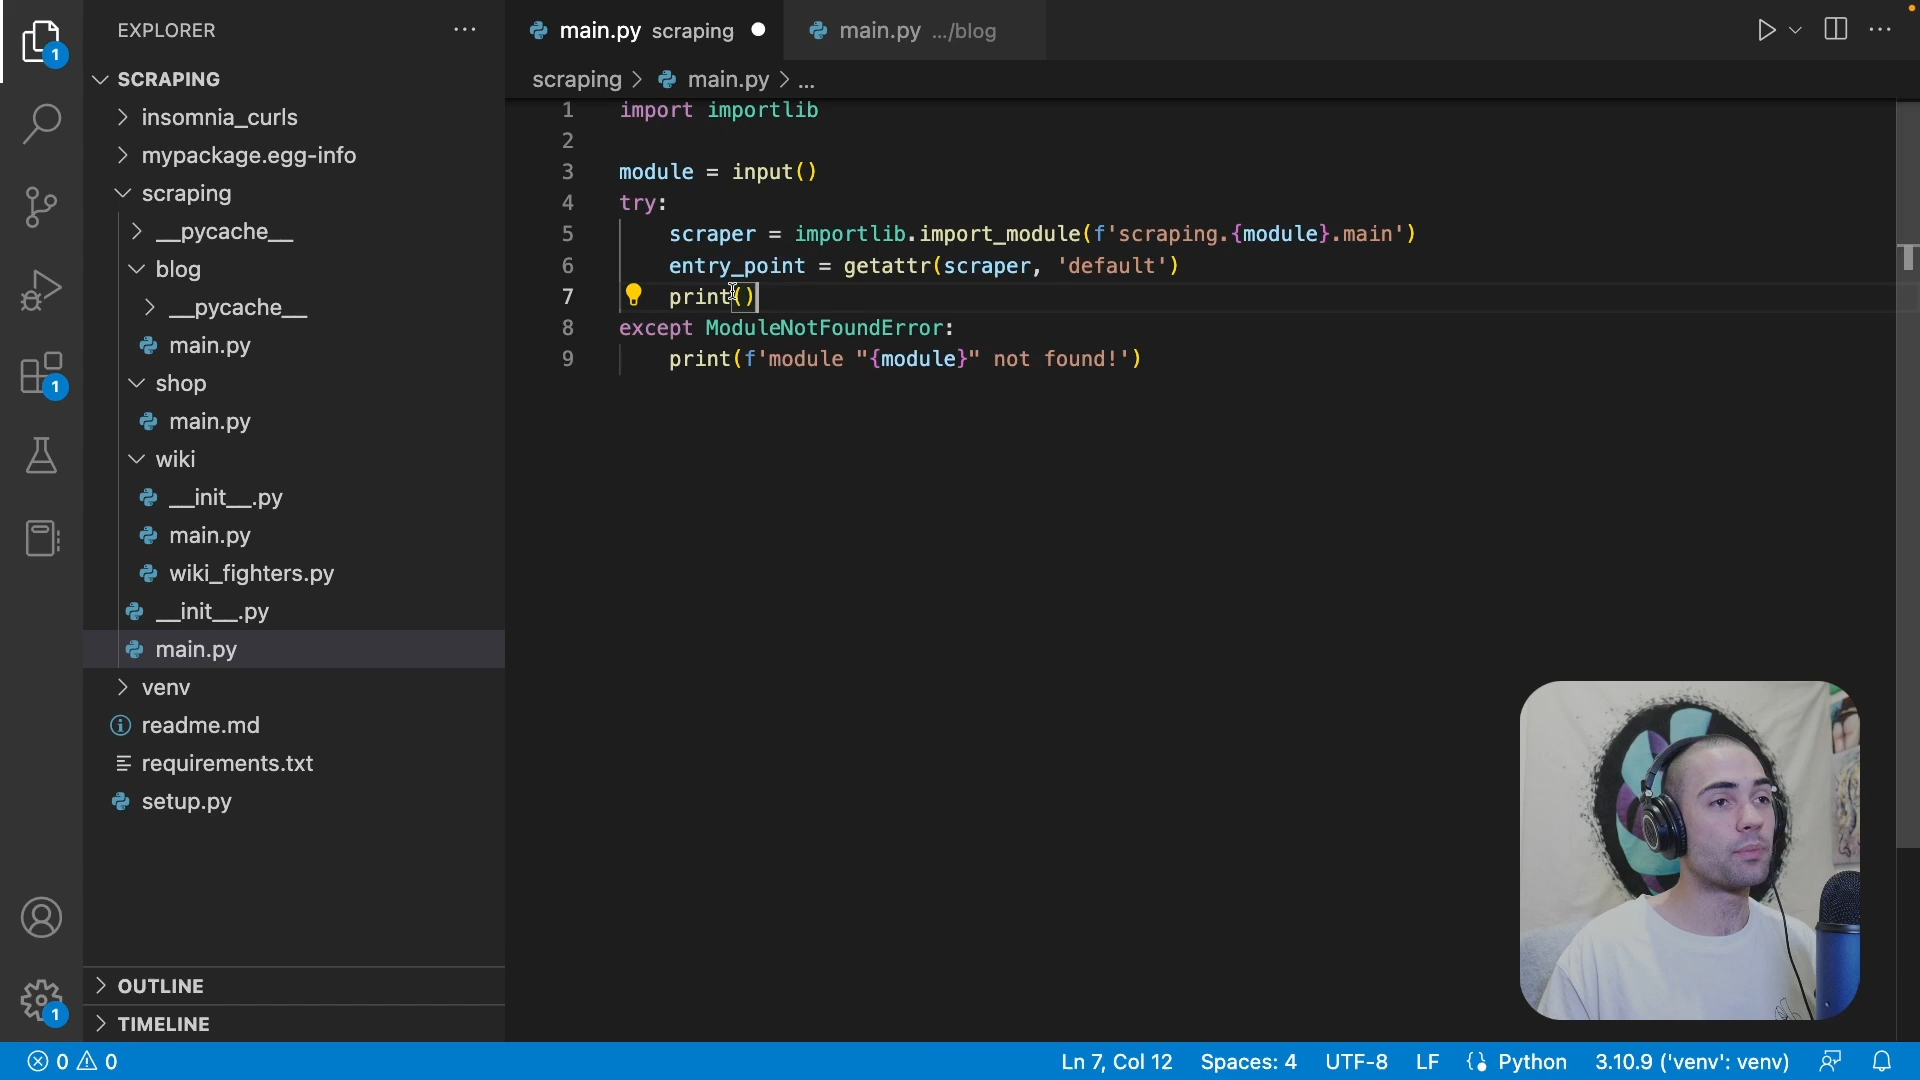 EXPLORER
SCRAPING
insomnia_curls
mypackage.egg-info
scraping
__pycache__
blog
__pycache__
main.py
shop
main.py
wiki
__init__.py
main.py
wiki_fighters.py
__init__.py
main.py
venv
readme.md
requirements.txt
setup.py
OUTLINE
TIMELINE
1
1
1
main.py scraping
main.py .../blog
scraping > main.py > ...
1 import importlib
2
3 module = input()
4 try:
5 scraper = importlib.import_module(f'scraping.{module}.main')
6 entry_point = getattr(scraper, 'default')
7 print()
8 except ModuleNotFoundError:
9 print(f'module "{module}" not found!')
0 0 Ln 7, Col 12 Spaces: 4 UTF-8 LF Python 3.10.9 ('venv': venv)